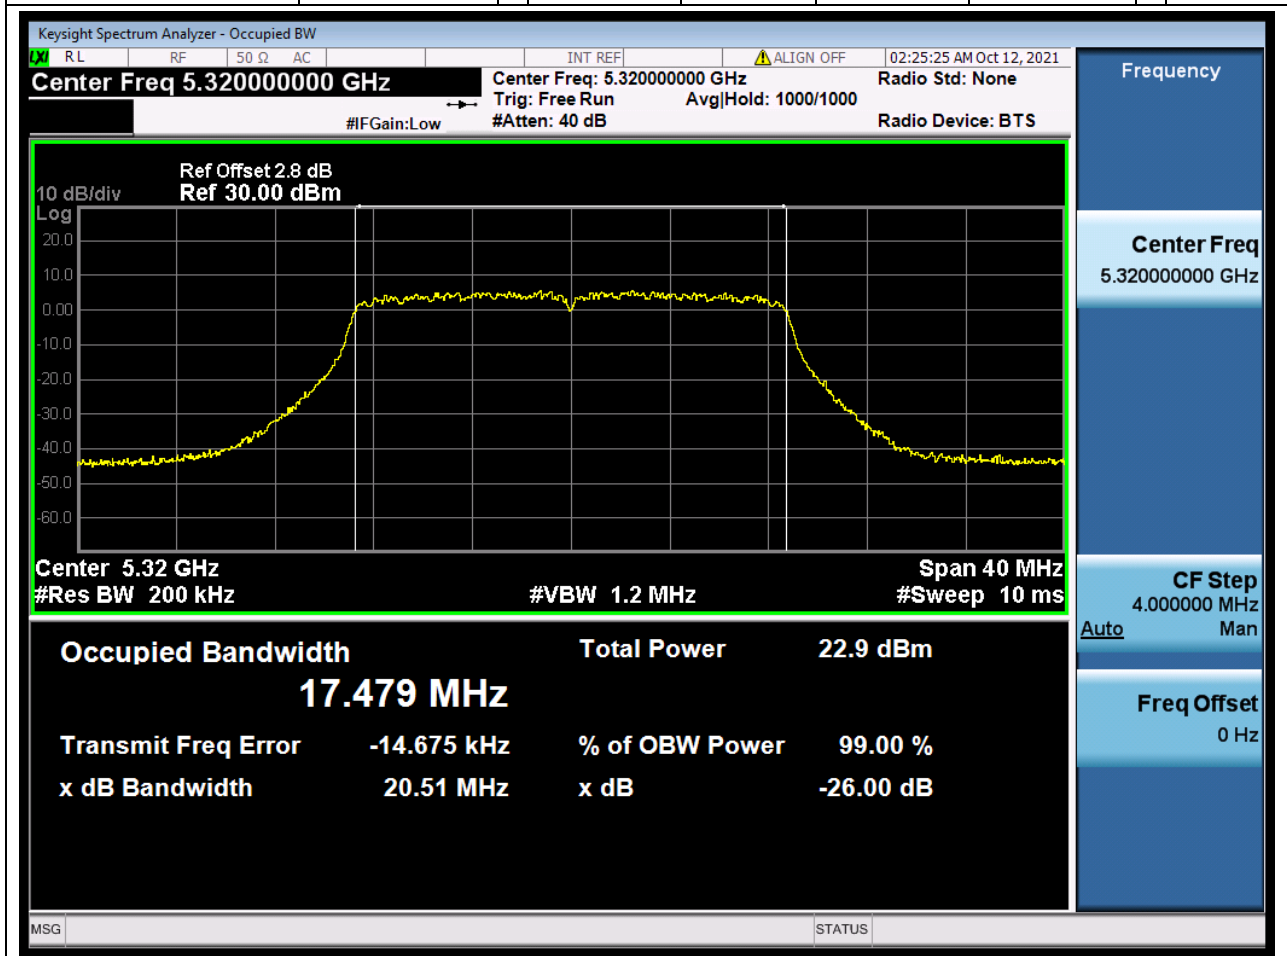 Keysight Spectrum Analyzer - Occupied BW
LXI RL RF 50 Ω AC INT REF ALIGN OFF 02:25:25 AM Oct 12, 2021
Center Freq 5.320000000 GHz
Center Freq: 5.320000000 GHz
Radio Std: None
Trig: Free Run Avg|Hold: 1000/1000
#IFGain:Low
#Atten: 40 dB
Radio Device: BTS
Ref Offset 2.8 dB
10 dB/div Ref 30.00 dBm
Log
20.0
10.0
0.00
-10.0
-20.0
-30.0
-40.0
-50.0
-60.0
Center 5.32 GHz Span 40 MHz
#Res BW 200 kHz #VBW 1.2 MHz #Sweep 10 ms
Occupied Bandwidth Total Power 22.9 dBm
17.479 MHz
Transmit Freq Error -14.675 kHz % of OBW Power 99.00 %
x dB Bandwidth 20.51 MHz x dB -26.00 dB
Frequency
Center Freq
5.320000000 GHz
CF Step
4.000000 MHz
Auto Man
Freq Offset
0 Hz
MSG STATUS